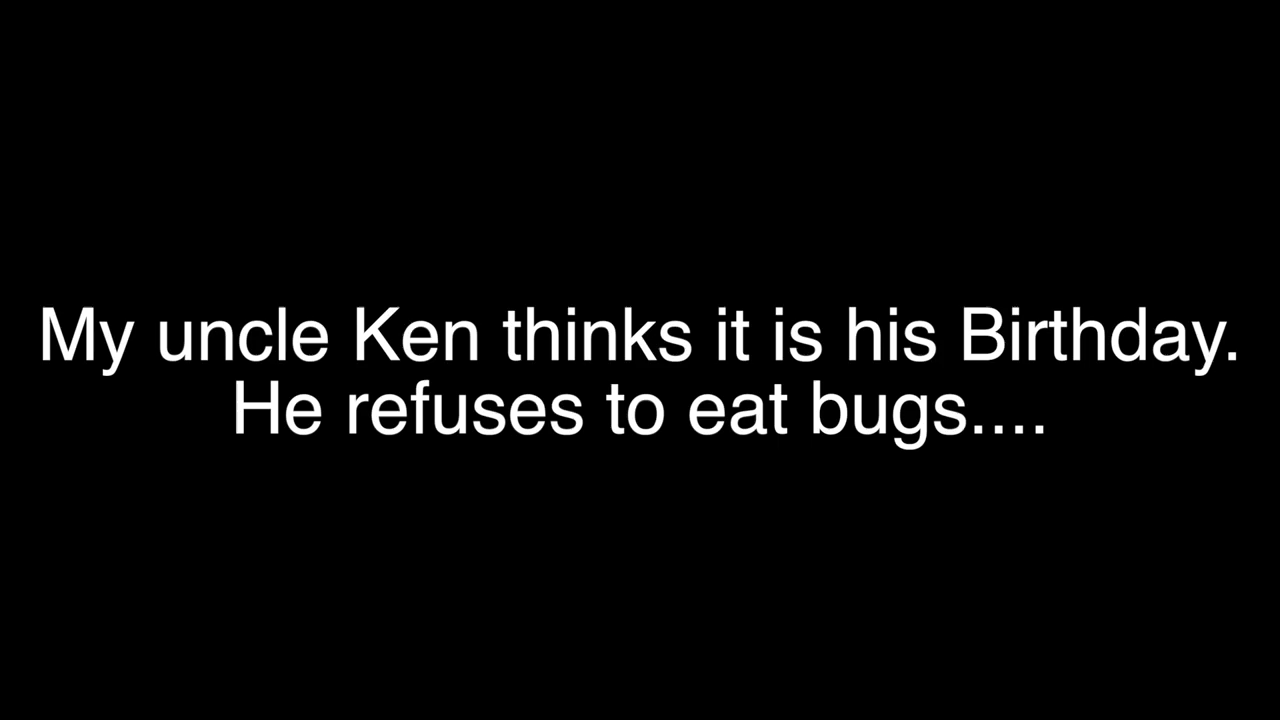 My uncle Ken thinks it is his Birthday.
He refuses to eat bugs....